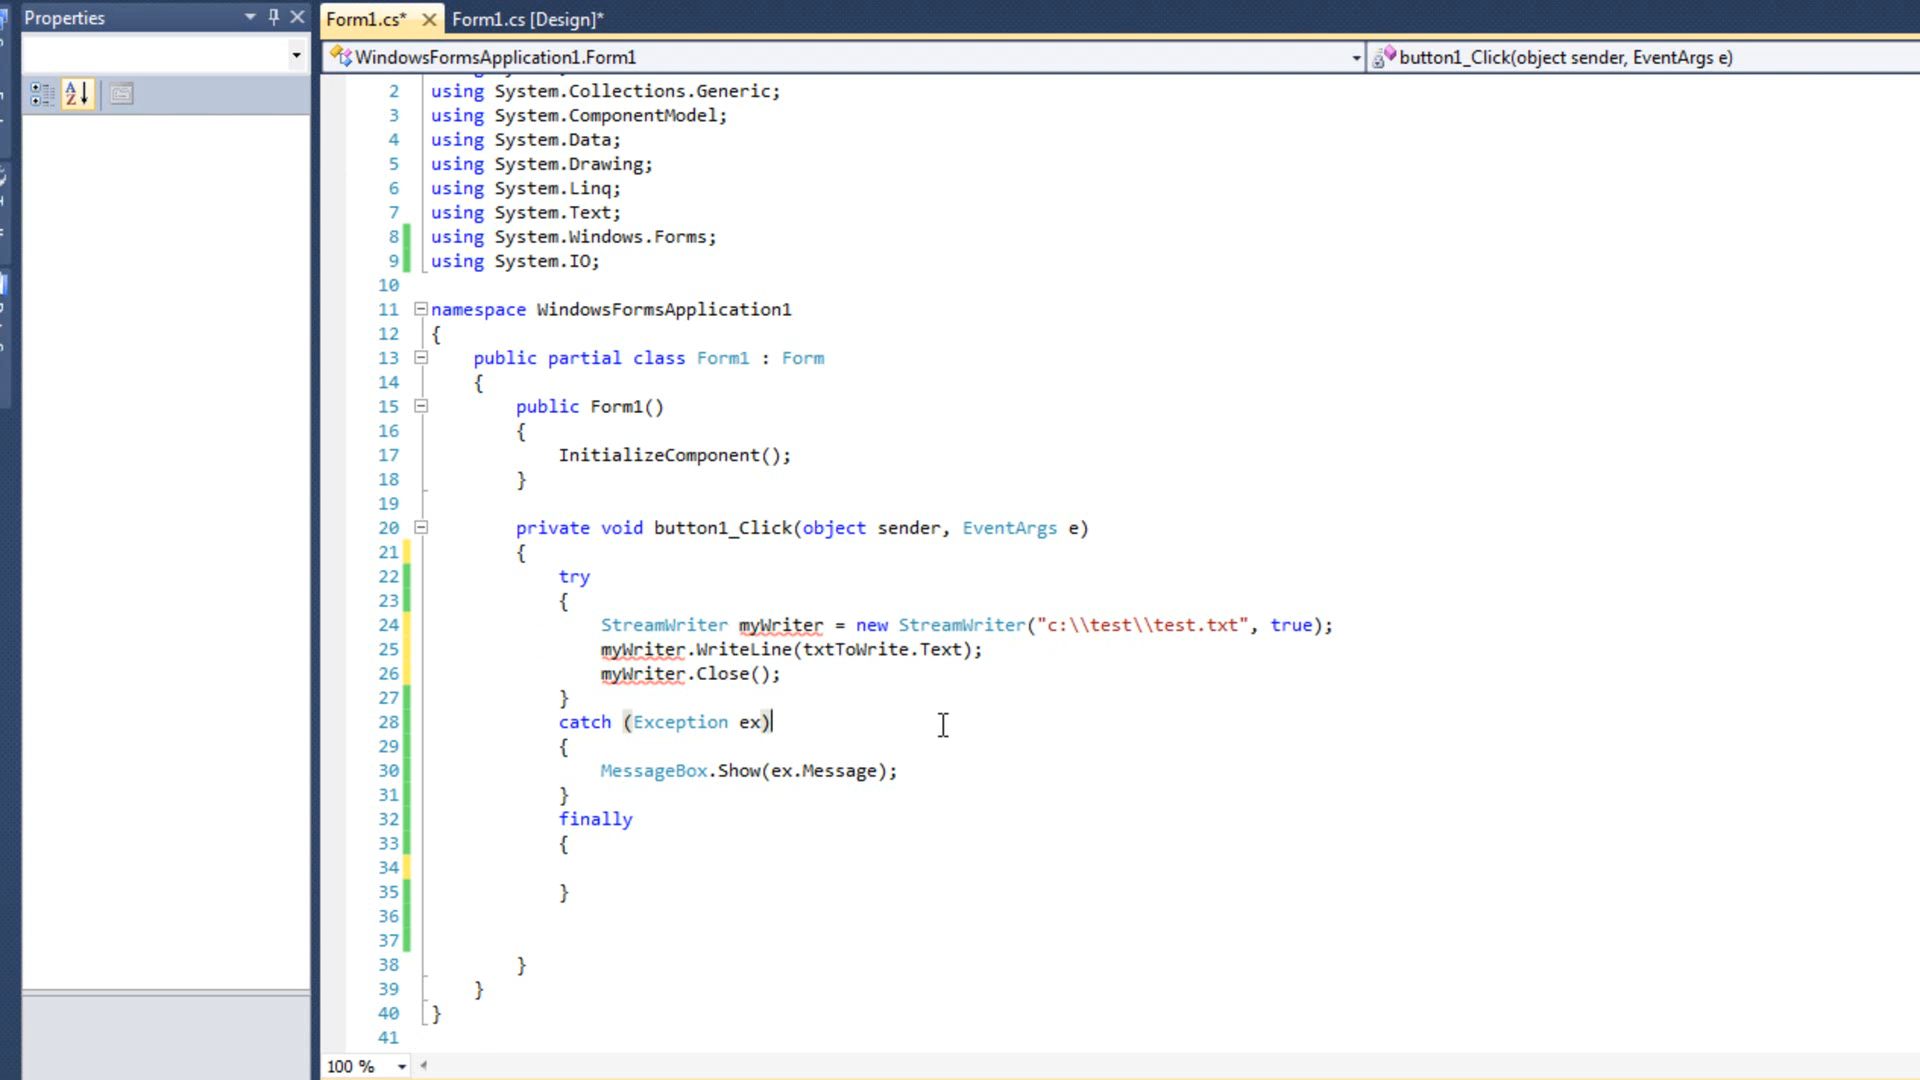 Properties
Form1.cs*
Form1.cs [Design]*
WindowsFormsApplication1.Form1
button1_Click(object sender, EventArgs e)
2 using System.Collections.Generic;
3 using System.ComponentModel;
4 using System.Data;
5 using System.Drawing;
6 using System.Linq;
7 using System.Text;
8 using System.Windows.Forms;
9 using System.IO;
10
11 namespace WindowsFormsApplication1
12 {
13 public partial class Form1 : Form
14 {
15 public Form1()
16 {
17 InitializeComponent();
18 }
19
20 private void button1_Click(object sender, EventArgs e)
21 {
22 try
23 {
24 StreamWriter myWriter = new StreamWriter("c:\\test\\test.txt", true);
25 myWriter.WriteLine(txtToWrite.Text);
26 myWriter.Close();
27 }
28 catch (Exception ex)
29 {
30 MessageBox.Show(ex.Message);
31 }
32 finally
33 {
34
35 }
36
37
38 }
39 }
40 }
41
100 %